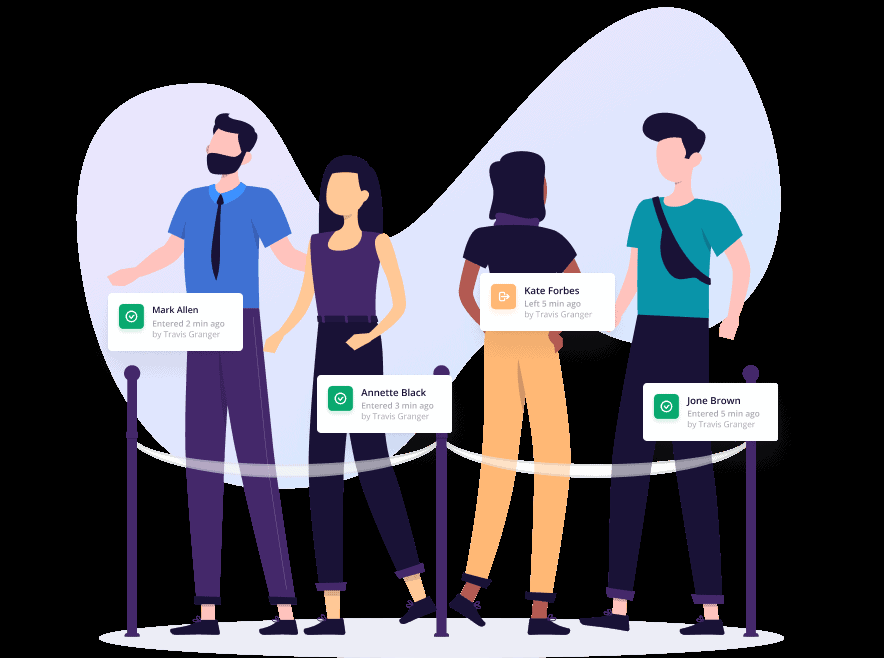 Mark Allen
Entered 2 min ago
by Travis Granger
Kate Forbes
Left 5 min ago
by Travis Granger
Annette Black
Entered 3 min ago
by Travis Granger
Jone Brown
Entered 5 min ago
by Travis Granger